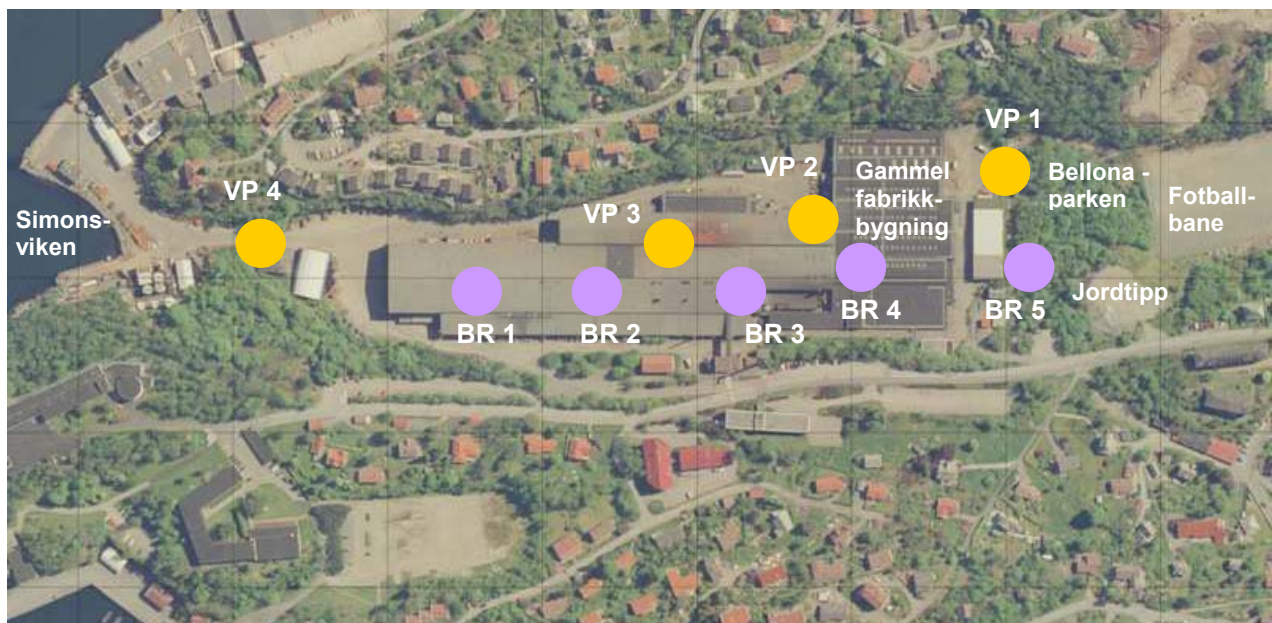 VP 1
VP 2
Gammel
fabrikk-
bygning
Bellona -
parken
VP 4
VP 3
Fotball-
bane
Simons-
viken
Jordtipp
BR 1
BR 2
BR 3
BR 4
BR 5